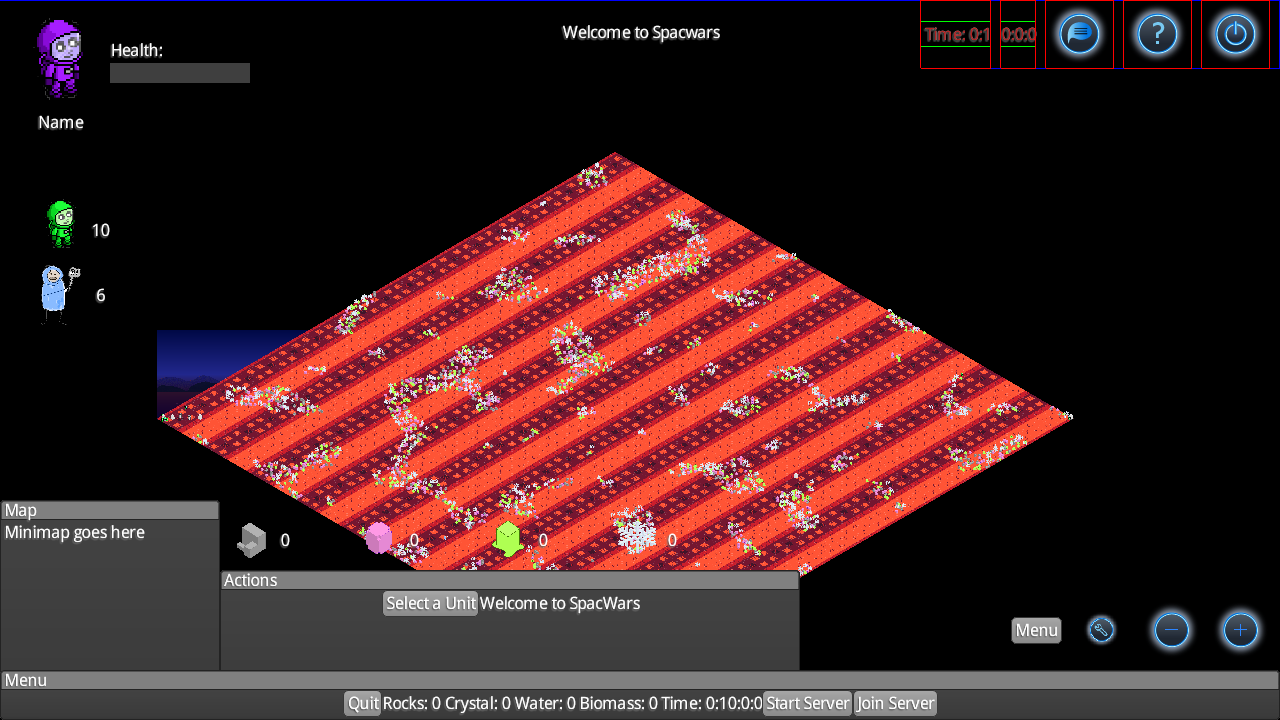 Welcome to Spacwars
Time: 0:1 0:0:0
?
Health:
Name
10
6
Map
Minimap goes here
0 0 0 0
Actions
Select a Unit Welcome to SpacWars
Menu
Menu
Quit Rocks: 0 Crystal: 0 Water: 0 Biomass: 0 Time: 0:10:0:0 Start Server Join Server